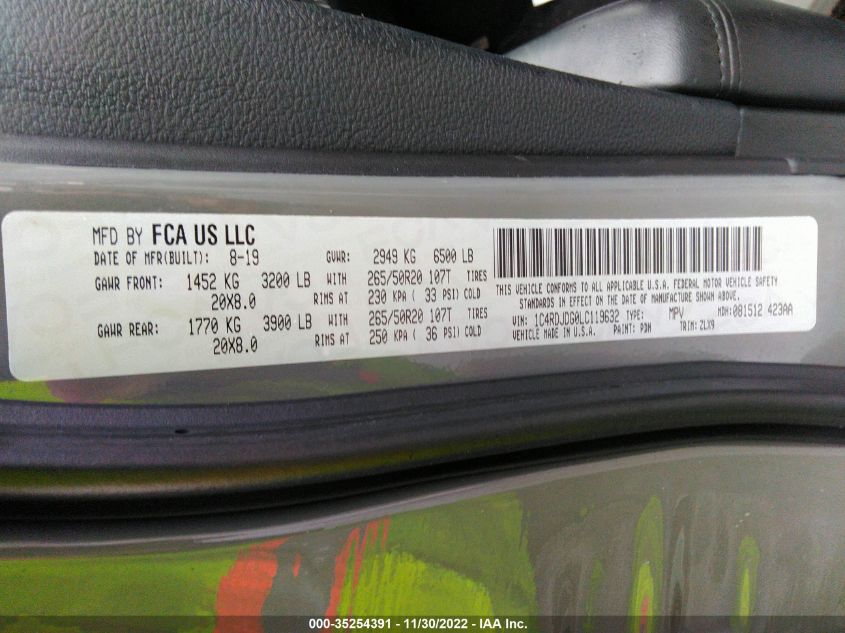 MFD BY FCA US LLC
DATE OF MFR(BUILT): 8-19 GVWR: 2949 KG 6500 LB
GAWR FRONT: 1452 KG 3200 LB WITH 265/50R20 107T TIRES
20X8.0 RIMS AT 230 KPA ( 33 PSI) COLD
GAWR REAR: 1770 KG 3900 LB WITH 265/50R20 107T TIRES
20X8.0 RIMS AT 250 KPA ( 36 PSI) COLD
THIS VEHICLE CONFORMS TO ALL APPLICABLE U.S.A. FEDERAL MOTOR VEHICLE SAFETY
STANDARDS IN EFFECT ON THE DATE OF MANUFACTURE SHOWN ABOVE.
VIN: 1C4RDJDG0LC119632 TYPE: MPV MDH: 081512 423AA
VEHICLE MADE IN U.S.A. PAINT: PDN TRIM: ZLX9
000-35254391 - 11/30/2022 - IAA Inc.